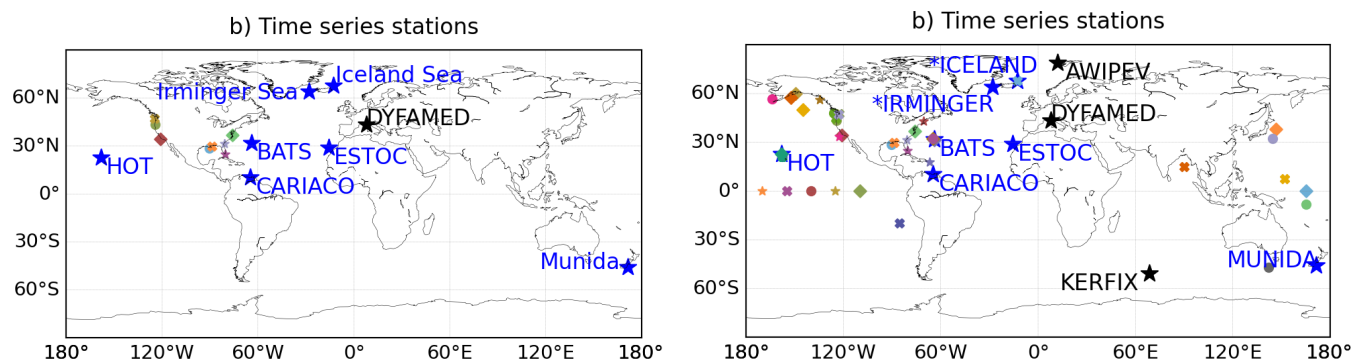 b) Time series stations
Iceland Sea
Irminger Sea
DYFAMED
HOT
BATS
ESTOC
CARIACO
Munida
60°N
30°N
0°
30°S
60°S
180° 120°W 60°W 0° 60°E 120°E 180°
b) Time series stations
*ICELAND
AWIPEV
*IRMINGER
DYFAMED
HOT
BATS
ESTOC
CARIACO
MUNIDA
KERFIX
60°N
30°N
0°
30°S
60°S
180° 120°W 60°W 0° 60°E 120°E 180°